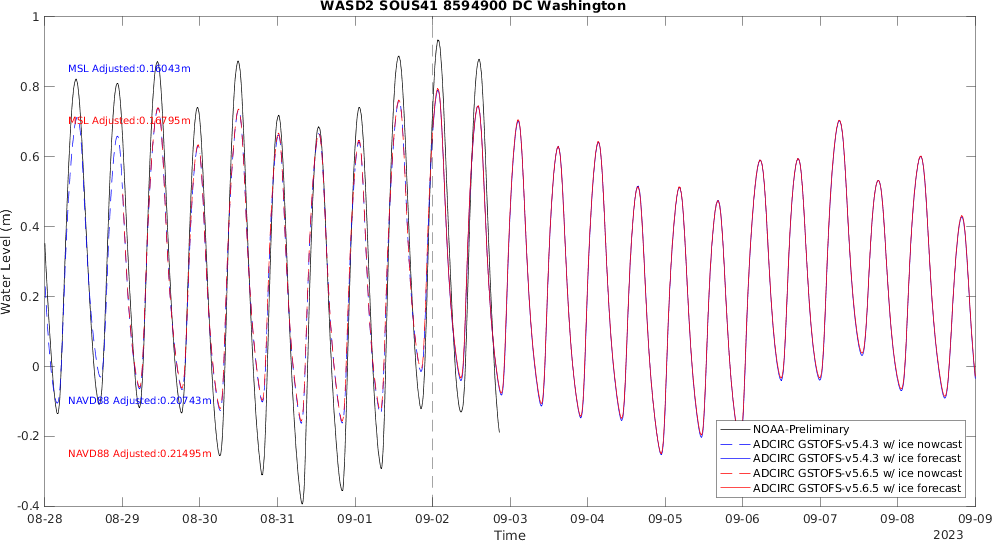 WASD2 SOUS41 8594900 DC Washington
1
0.8
0.6
0.4
0.2
0
-0.2
-0.4
Water Level (m)
MSL Adjusted:0.16043m
MSL Adjusted:0.16795m
NAVD88 Adjusted:0.20743m
NAVD88 Adjusted:0.21495m
NOAA-Preliminary
ADCIRC GSTOFS-v5.4.3 w/ ice nowcast
ADCIRC GSTOFS-v5.4.3 w/ ice forecast
ADCIRC GSTOFS-v5.6.5 w/ ice nowcast
ADCIRC GSTOFS-v5.6.5 w/ ice forecast
08-28 08-29 08-30 08-31 09-01 09-02 09-03 09-04 09-05 09-06 09-07 09-08 09-09
Time
2023